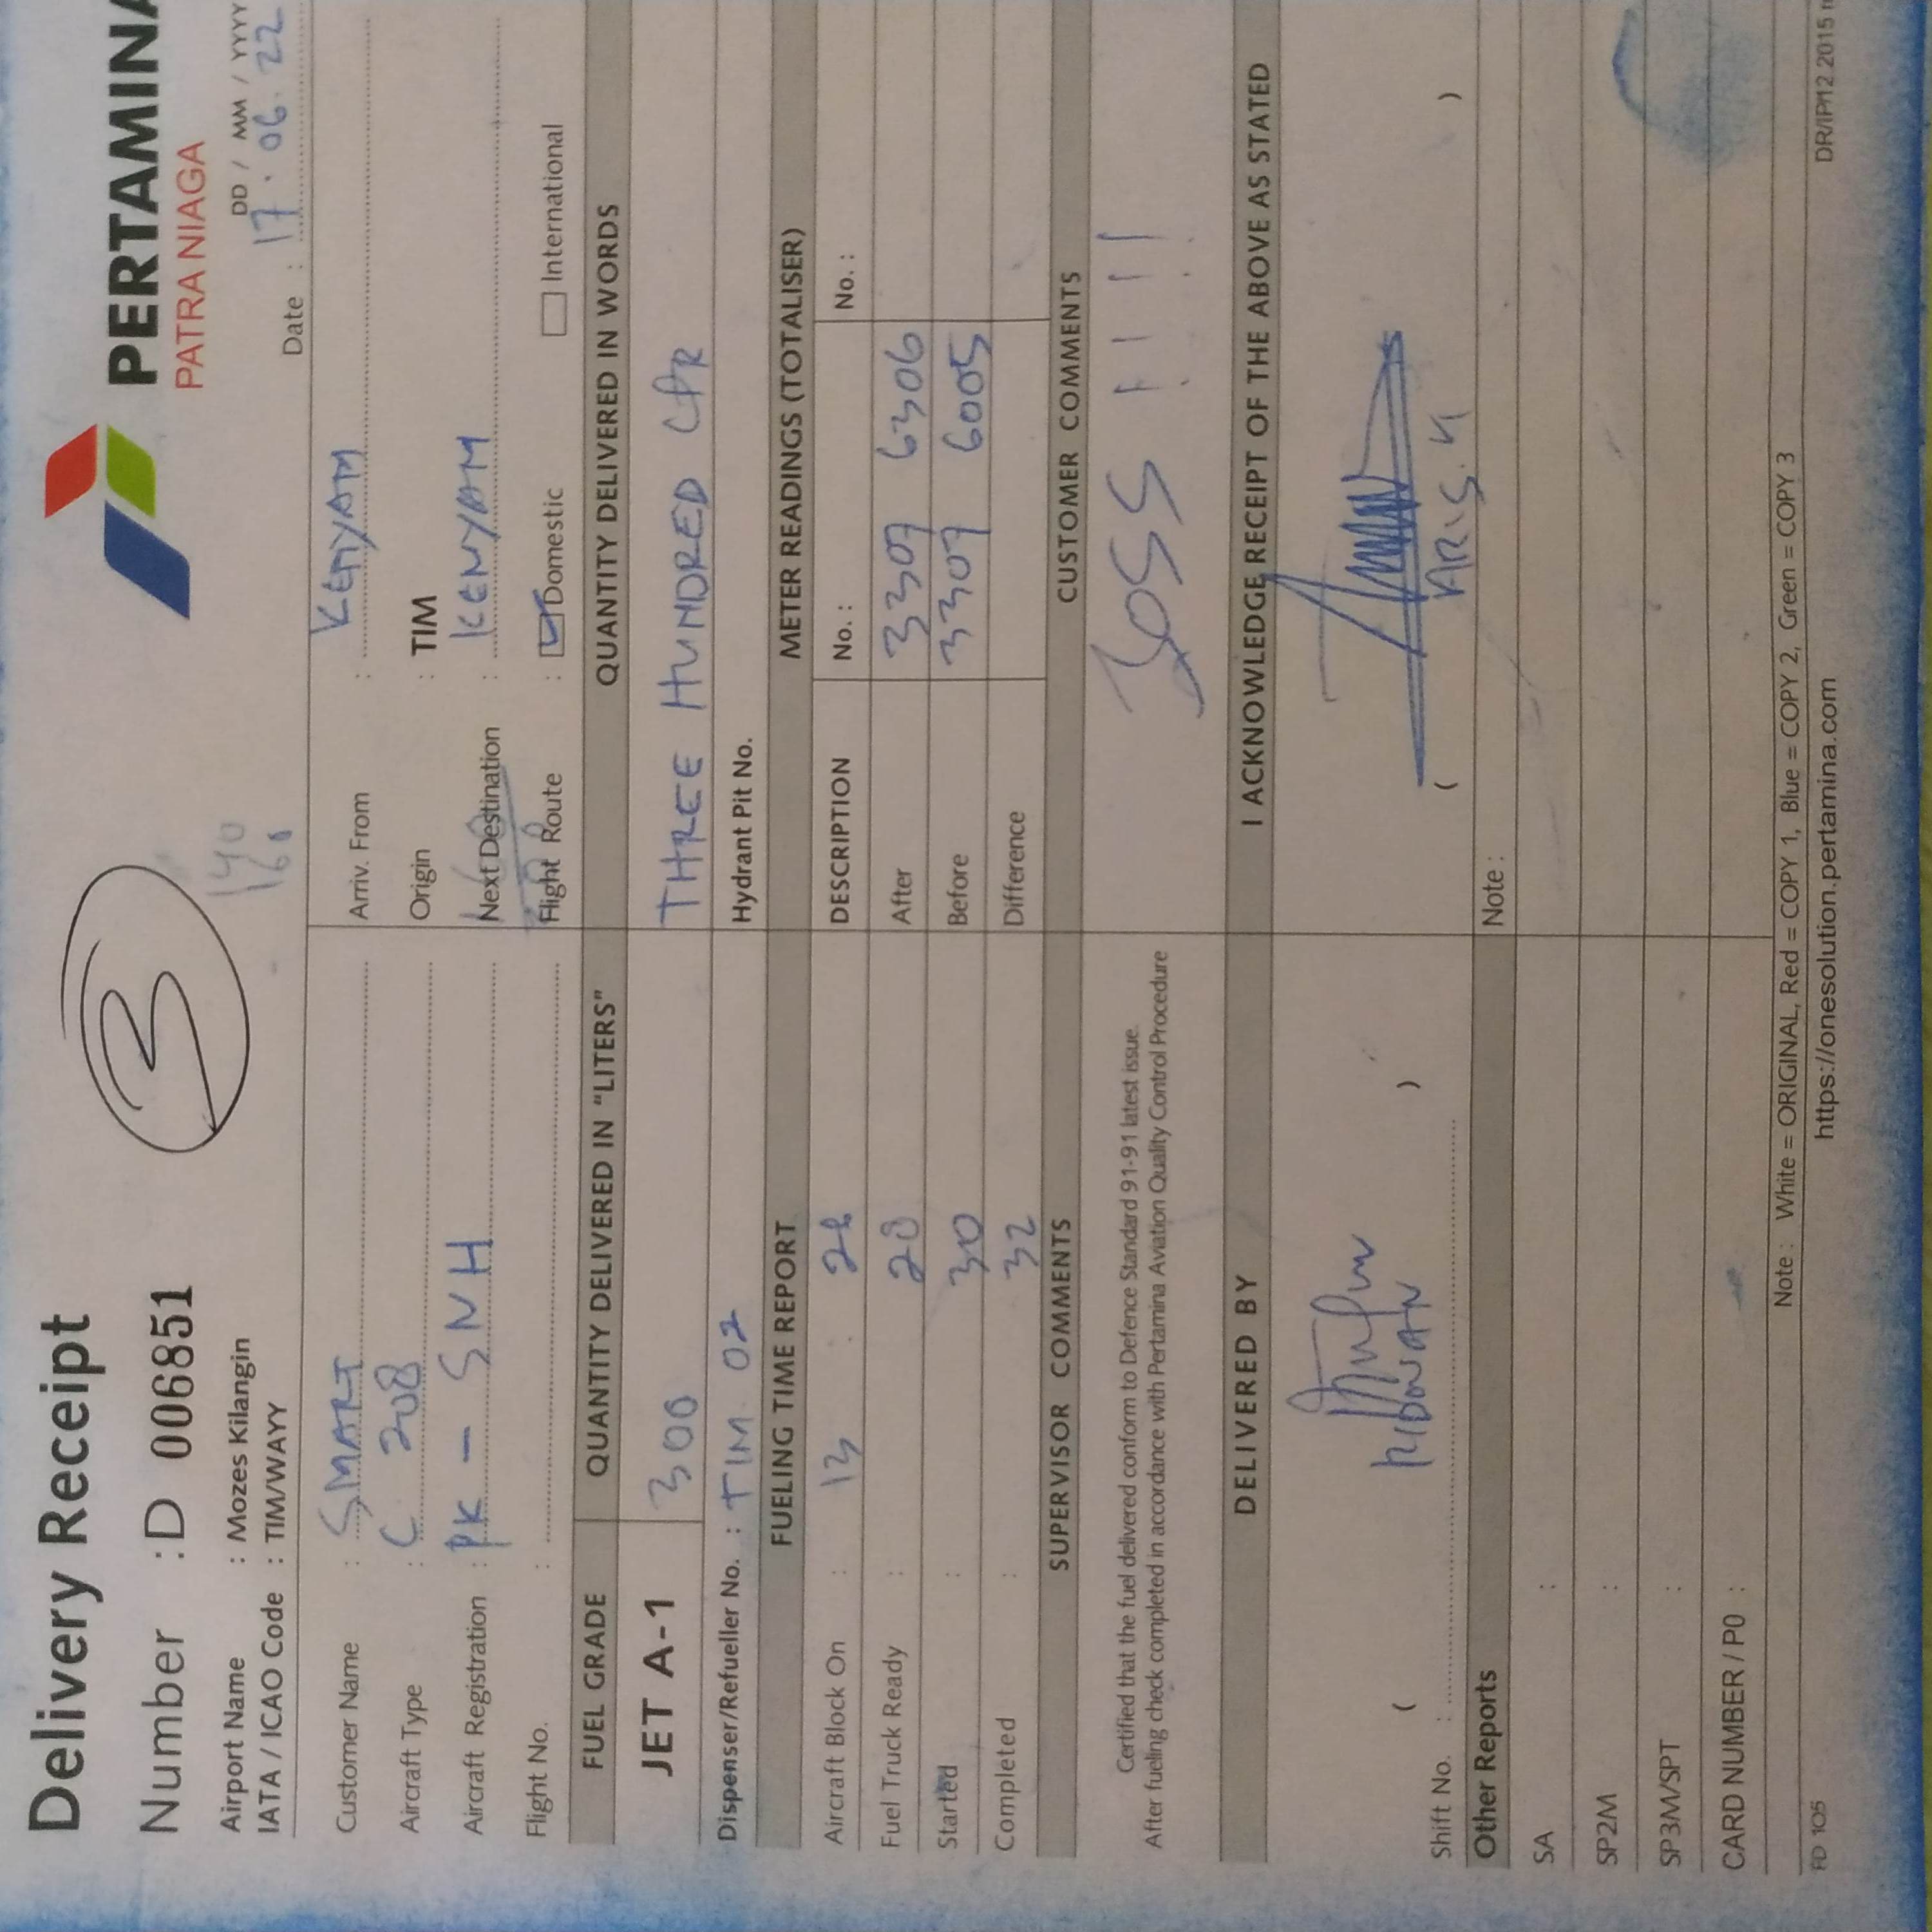 Delivery Receipt
PERTAMINA
PATRA NIAGA
Number : D 006851
3
Airport Name : Mozes Kilangin
IATA / ICAO Code : TIM/WAYY
140
DD / MM / YYYY
Date : 17 . 06 . 22
Customer Name : SMART
Arriv. From : KENYAM
Aircraft Type : C 208
Origin : TIM
Aircraft Registration : PK - SNH
Next Destination : KENYAM
Flight No. :
Flight Route : Domestic International
FUEL GRADE QUANTITY DELIVERED IN "LITERS" QUANTITY DELIVERED IN WORDS
JET A-1 300 THREE HUNDRED
Dispenser/Refueller No. : TIM 02 Hydrant Pit No.
FUELING TIME REPORT METER READINGS (TOTALISER)
Aircraft Block On : 13 : DESCRIPTION No. : No. :
Fuel Truck Ready : 28 After 3307 6306
Started : 30 Before 3307 6005
Completed : 32 Difference
SUPERVISOR COMMENTS CUSTOMER COMMENTS
Certified that the fuel delivered conform to Defence Standard 91-91 latest issue.
After fueling check completed in accordance with Pertamina Aviation Quality Control Procedure
JOSS !!!!
DELIVERED BY I ACKNOWLEDGE RECEIPT OF THE ABOVE AS STATED
RIDWAN
( )
ARIS.
( )
Shift No. :
Other Reports Note :
SA :
SP2M :
SP3M/SPT :
CARD NUMBER / P0 :
Note : White = ORIGINAL, Red = COPY 1, Blue = COPY 2, Green = COPY 3
FD 105 https://onesolution.pertamina.com DR/IP/12 2015